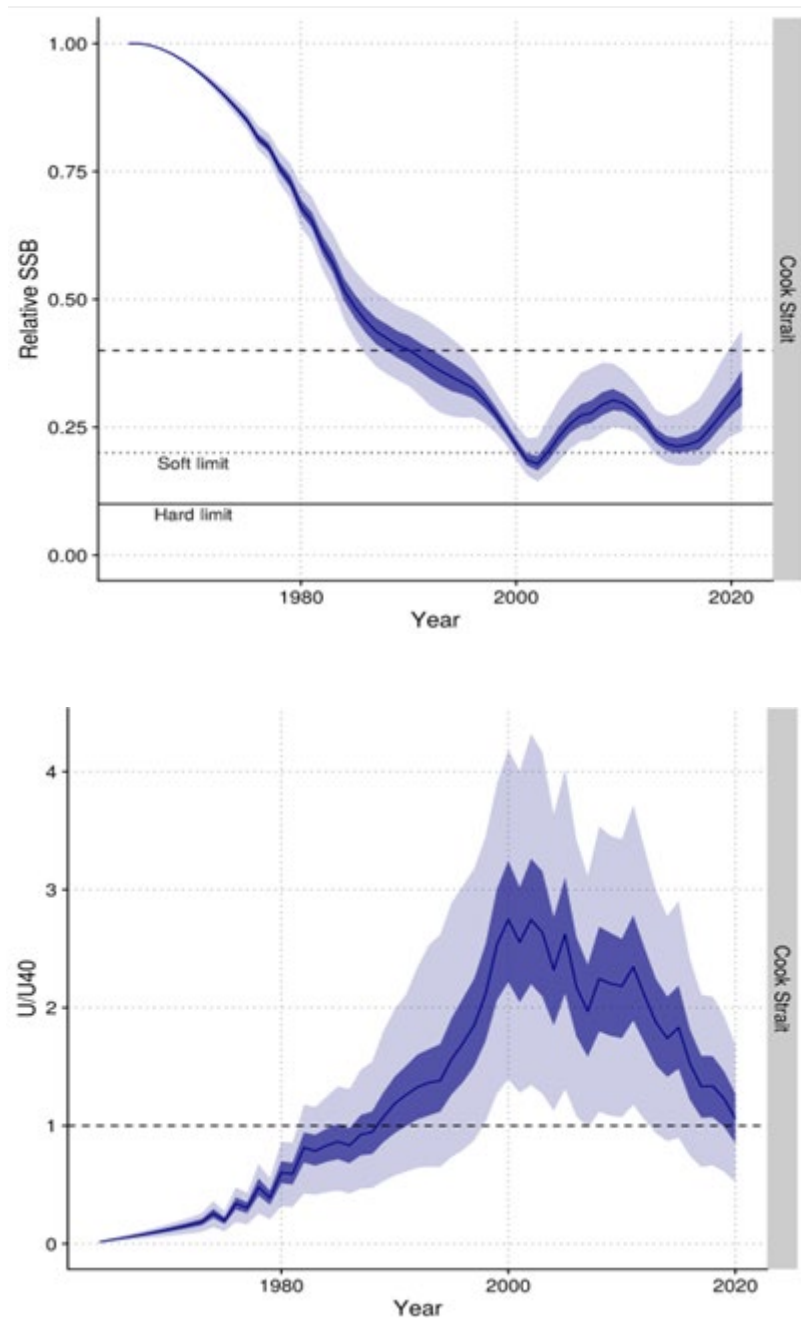 1.00
0.75
0.50
0.25
0.00
Relative SSB
Soft limit
Hard limit
Cook Strait
1980 2000 2020
Year
4
3
2
1
0
U/U40
Cook Strait
1980 2000 2020
Year